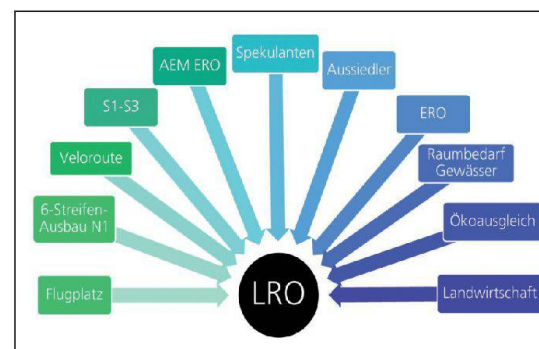 Spekulanten
AEM ERO
Aussiedler
S1-S3
ERO
Veloroute
Raumbedarf
Gewässer
6-Streifen-
Ausbau N1
Ökoausgleich
Flugplatz
LRO
Landwirtschaft